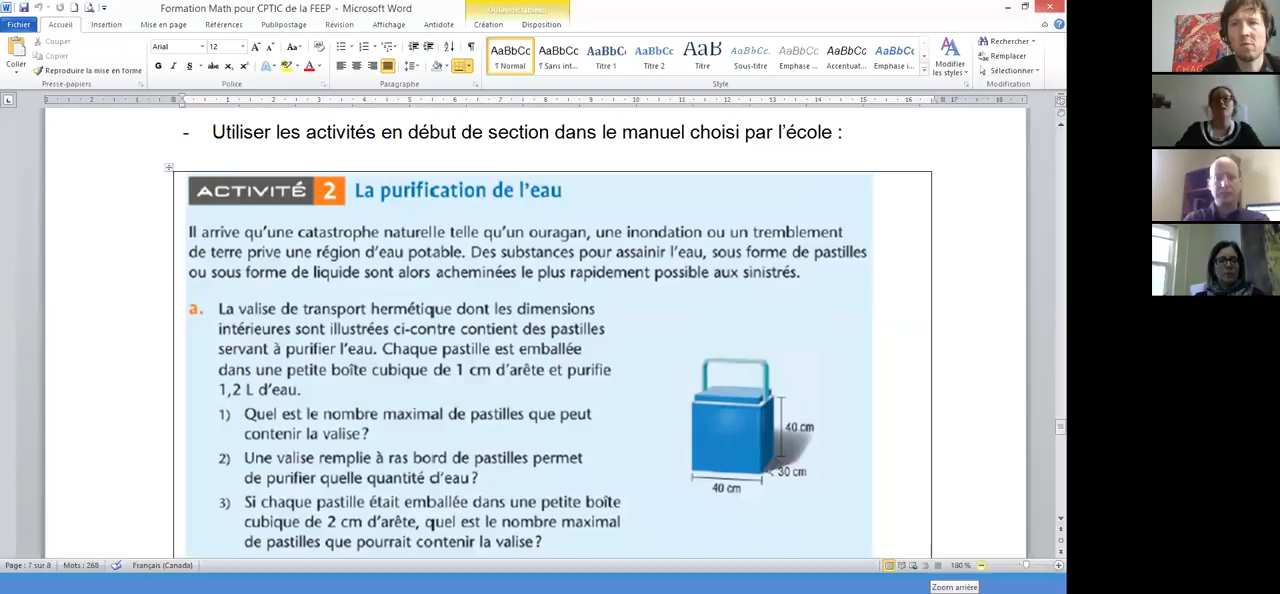 Formation Math pour CPTIC de la FEEP - Microsoft Word
Fichier Accueil Insertion Mise en page Références Publipostage Révision Affichage Antidote Création Disposition
Coller
Couper
Copier
Reproduire la mise en forme
Presse-papiers
Arial 12
G I S abc x₂ x² Aa
Police
Paragraphe
AaBbCc AaBbCc AaBbCc AaBbCc AaB AaBbCc AaBbCc AaBbCc AaBbCc
¶ Normal ¶ Sans int... Titre 1 Titre 2 Titre Sous-titre Emphase ... Accentuat... Emphase i...
Style
Modifier les styles
Rechercher
Remplacer
Sélectionner
Modification
- Utiliser les activités en début de section dans le manuel choisi par l’école :
ACTIVITÉ 2 La purification de l’eau
Il arrive qu’une catastrophe naturelle telle qu’un ouragan, une inondation ou un tremblement
de terre prive une région d’eau potable. Des substances pour assainir l’eau, sous forme de pastilles
ou sous forme de liquide sont alors acheminées le plus rapidement possible aux sinistrés.
a. La valise de transport hermétique dont les dimensions
intérieures sont illustrées ci-contre contient des pastilles
servant à purifier l’eau. Chaque pastille est emballée
dans une petite boîte cubique de 1 cm d’arête et purifie
1,2 L d’eau.
1) Quel est le nombre maximal de pastilles que peut
contenir la valise?
2) Une valise remplie à ras bord de pastilles permet
de purifier quelle quantité d’eau?
3) Si chaque pastille était emballée dans une petite boîte
cubique de 2 cm d’arête, quel est le nombre maximal
de pastilles que pourrait contenir la valise?
40 cm
30 cm
40 cm
Page : 7 sur 8 Mots : 268 Français (Canada) 180 %
Zoom arrière